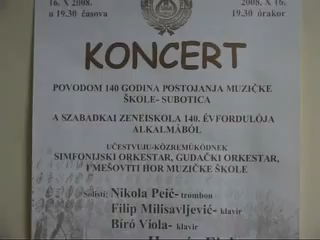 16. X 2008.
2008. X 16.
u 19.30 časova
19.30 órakor
KONCERT
POVODOM 140 GODINA POSTOJANJA MUZIČKE
ŠKOLE- SUBOTICA
A SZABADKAI ZENEISKOLA 140. ÉVFORDULÓJA
ALKALMÁBÓL
UČESTVUJU-KÖZREMŰKÖDNEK
SIMFONIJSKI ORKESTAR, GUDAČKI ORKESTAR,
I MEŠOVITI HOR MUZIČKE ŠKOLE
Solisti: Nikola Peić- trombon
Filip Milisavljević- klavir
Bíró Viola- klavir